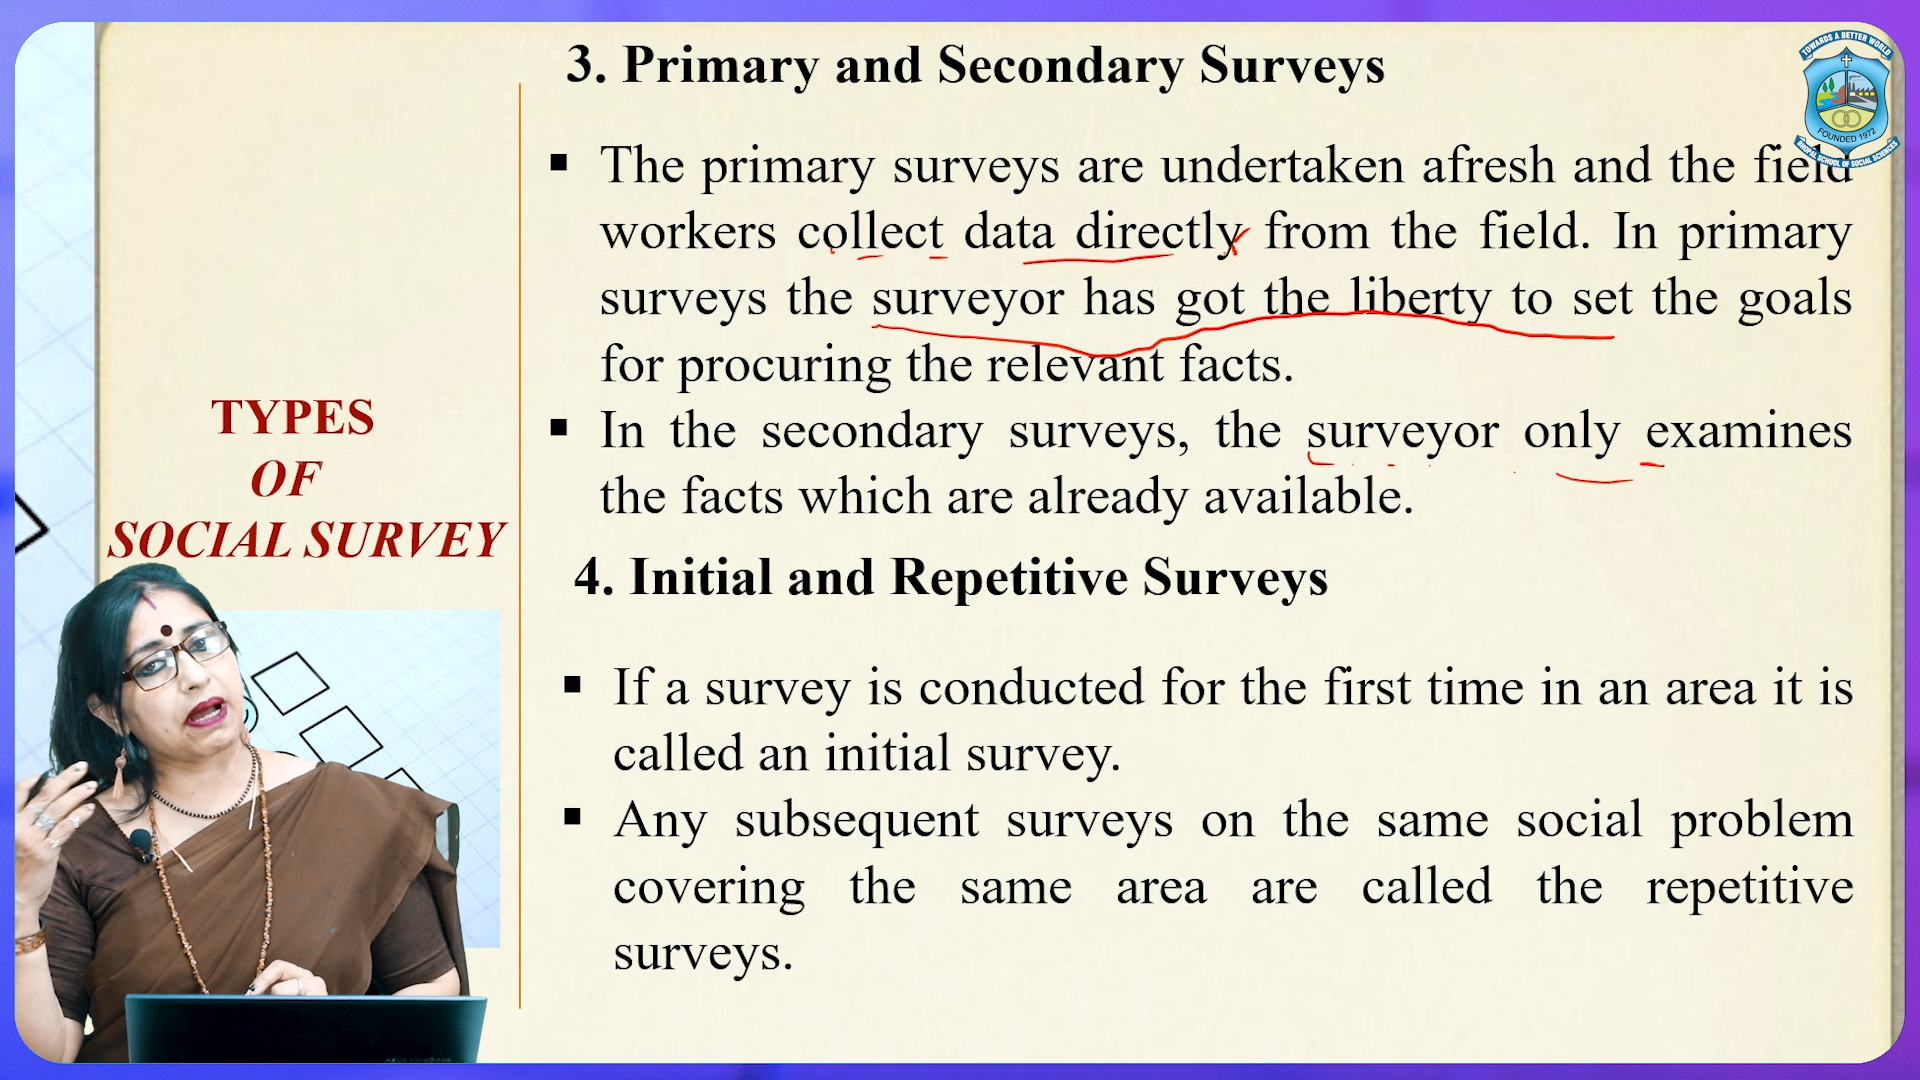 3. Primary and Secondary Surveys
▪ The primary surveys are undertaken afresh and the field
workers collect data directly from the field. In primary
surveys the surveyor has got the liberty to set the goals
for procuring the relevant facts.
▪ In the secondary surveys, the surveyor only examines
the facts which are already available.
4. Initial and Repetitive Surveys
▪ If a survey is conducted for the first time in an area it is
called an initial survey.
▪ Any subsequent surveys on the same social problem
covering the same area are called the repetitive
surveys.
TYPES
OF
SOCIAL SURVEY
TOWARDS A BETTER WORLD
FOUNDED 1972
BHOPAL SCHOOL OF SOCIAL SCIENCES